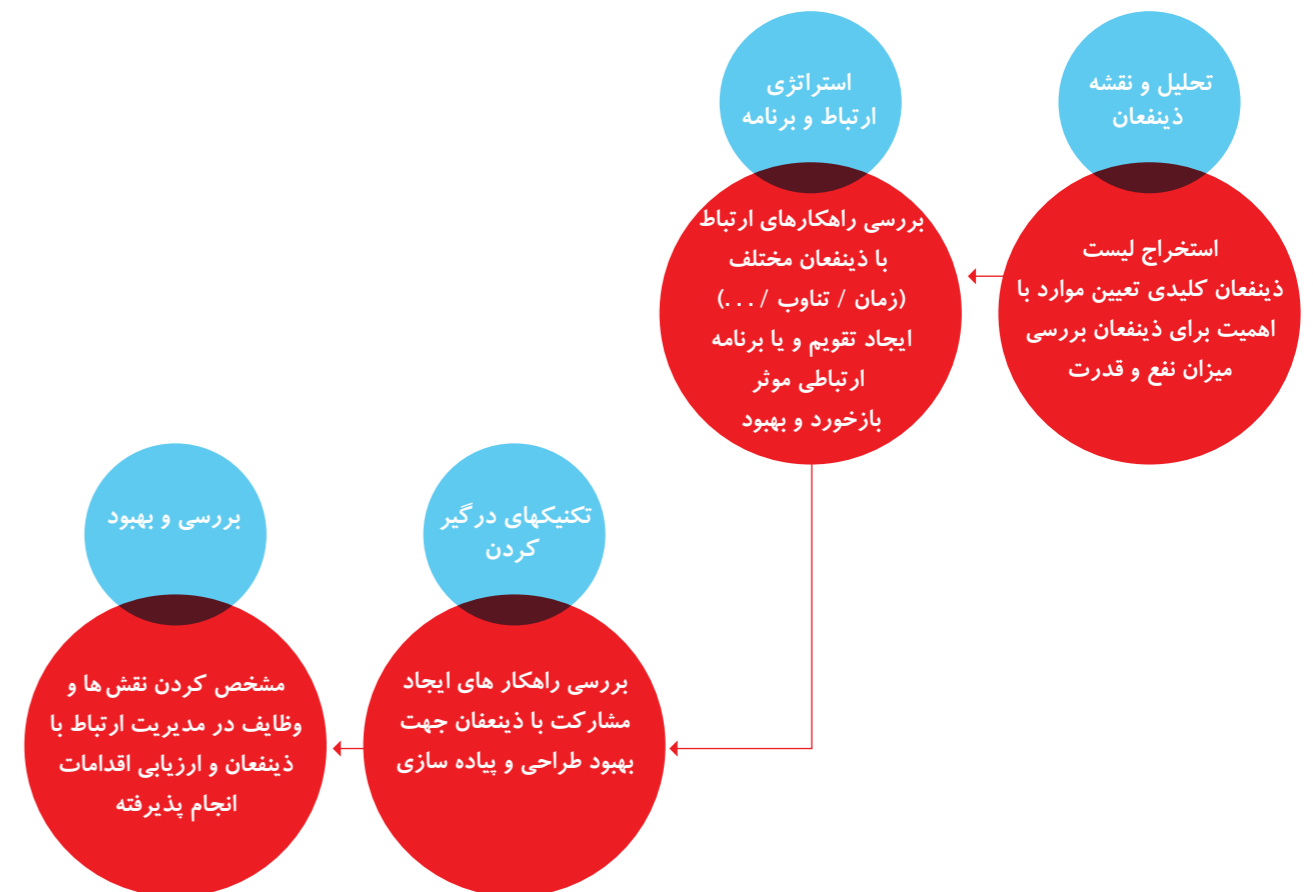 تحلیل و نقشه
ذینفعان
استخراج لیست
ذینفعان کلیدی تعیین موارد با
اهمیت برای ذینفعان بررسی
میزان نفع و قدرت
استراتژی
ارتباط و برنامه
بررسی راهکارهای ارتباط
با ذینفعان مختلف
(زمان / تناوب / ...)
ایجاد تقویم و یا برنامه
ارتباطی موثر
بازخورد و بهبود
تکنیکهای درگیر
کردن
بررسی راهکار های ایجاد
مشارکت با ذینعفان جهت
بهبود طراحی و پیاده سازی
بررسی و بهبود
مشخص کردن نقش ها و
وظایف در مدیریت ارتباط با
ذینفعان و ارزیابی اقدامات
انجام پذیرفته